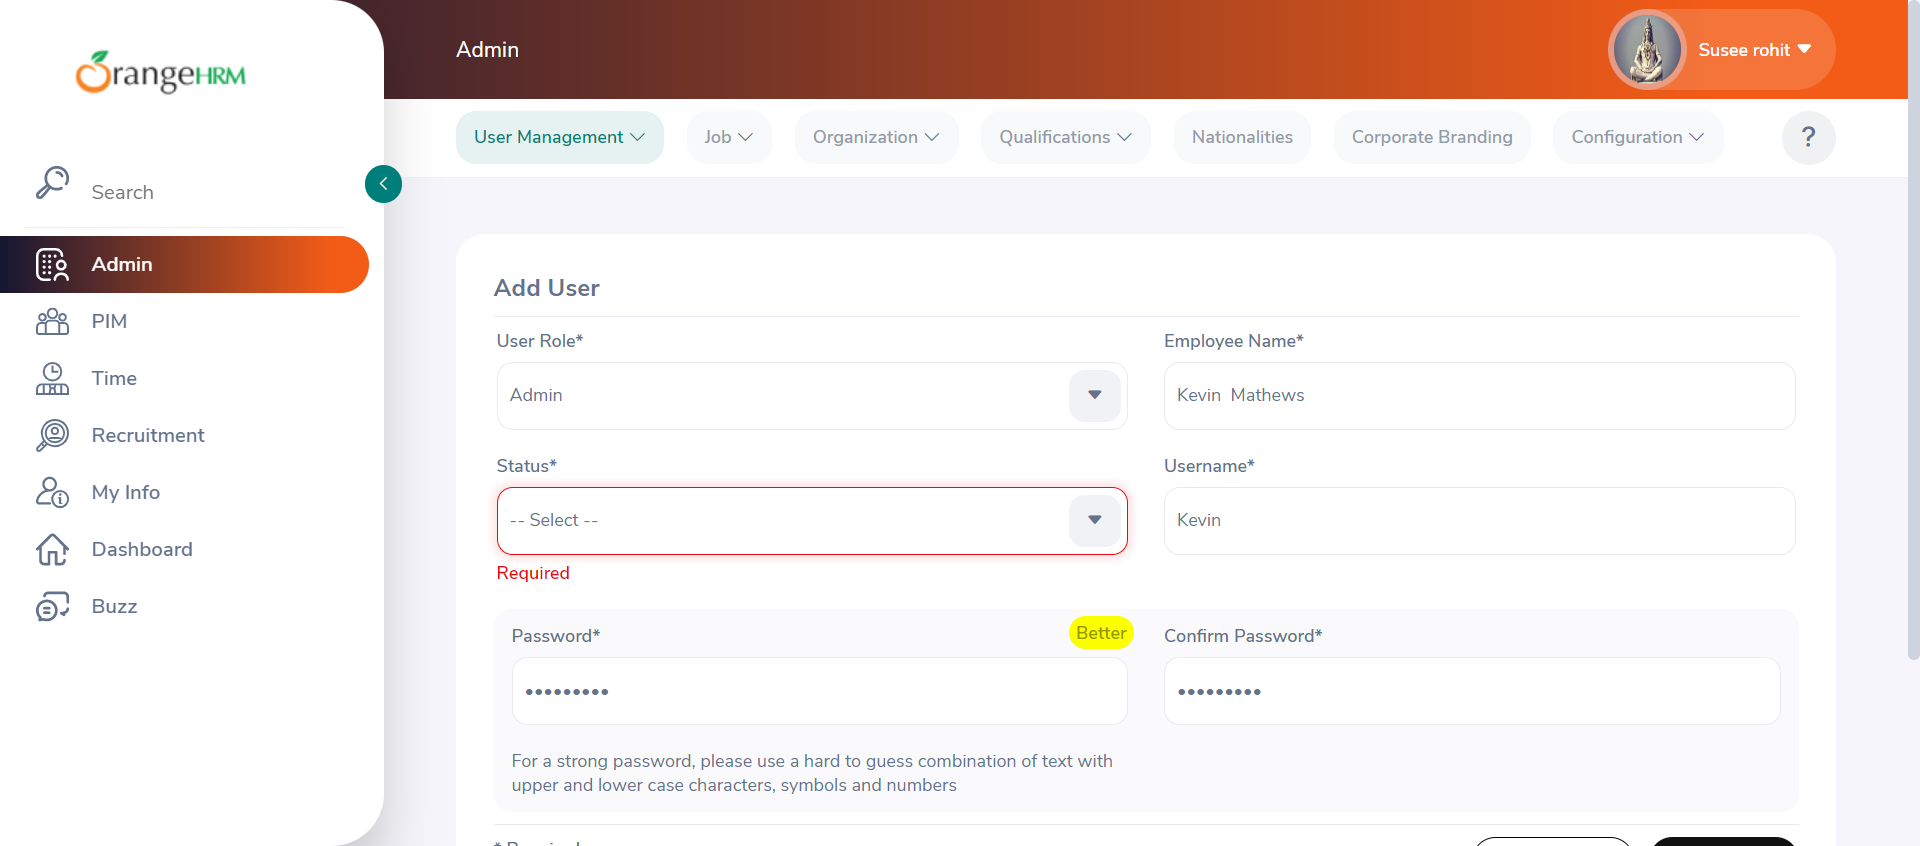 OrangeHRM
Admin
Susee rohit
User Management
Job
Organization
Qualifications
Nationalities
Corporate Branding
Configuration
?
Search
Admin
PIM
Time
Recruitment
My Info
Dashboard
Buzz
Add User
User Role*
Employee Name*
Admin
Kevin  Mathews
Status*
Username*
-- Select --
Kevin
Required
Password*
Better
Confirm Password*
•••••••••
•••••••••
For a strong password, please use a hard to guess combination of text with
upper and lower case characters, symbols and numbers
* Required